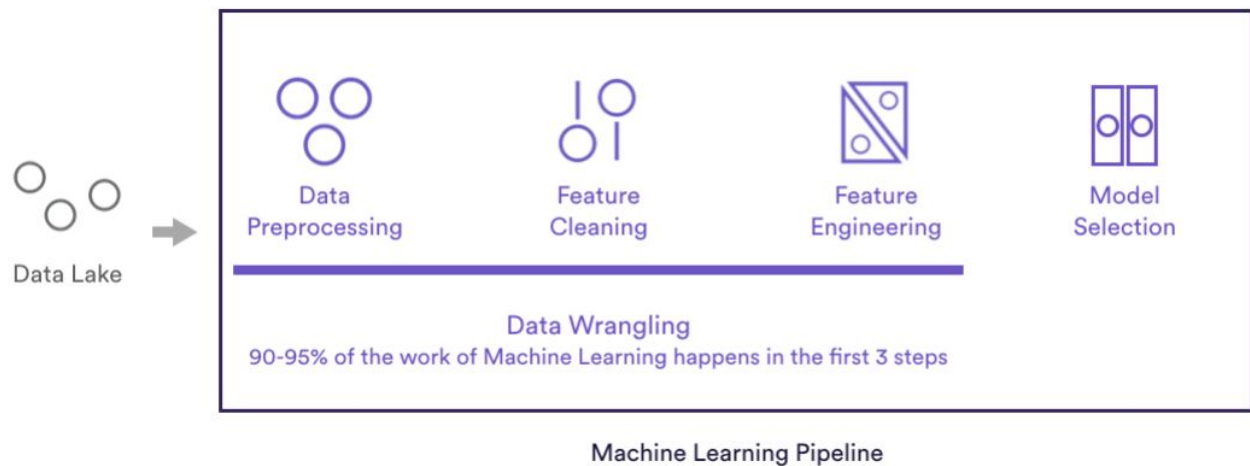 Data Lake
Data
Preprocessing
Feature
Cleaning
Feature
Engineering
Model
Selection
Data Wrangling
90-95% of the work of Machine Learning happens in the first 3 steps
Machine Learning Pipeline